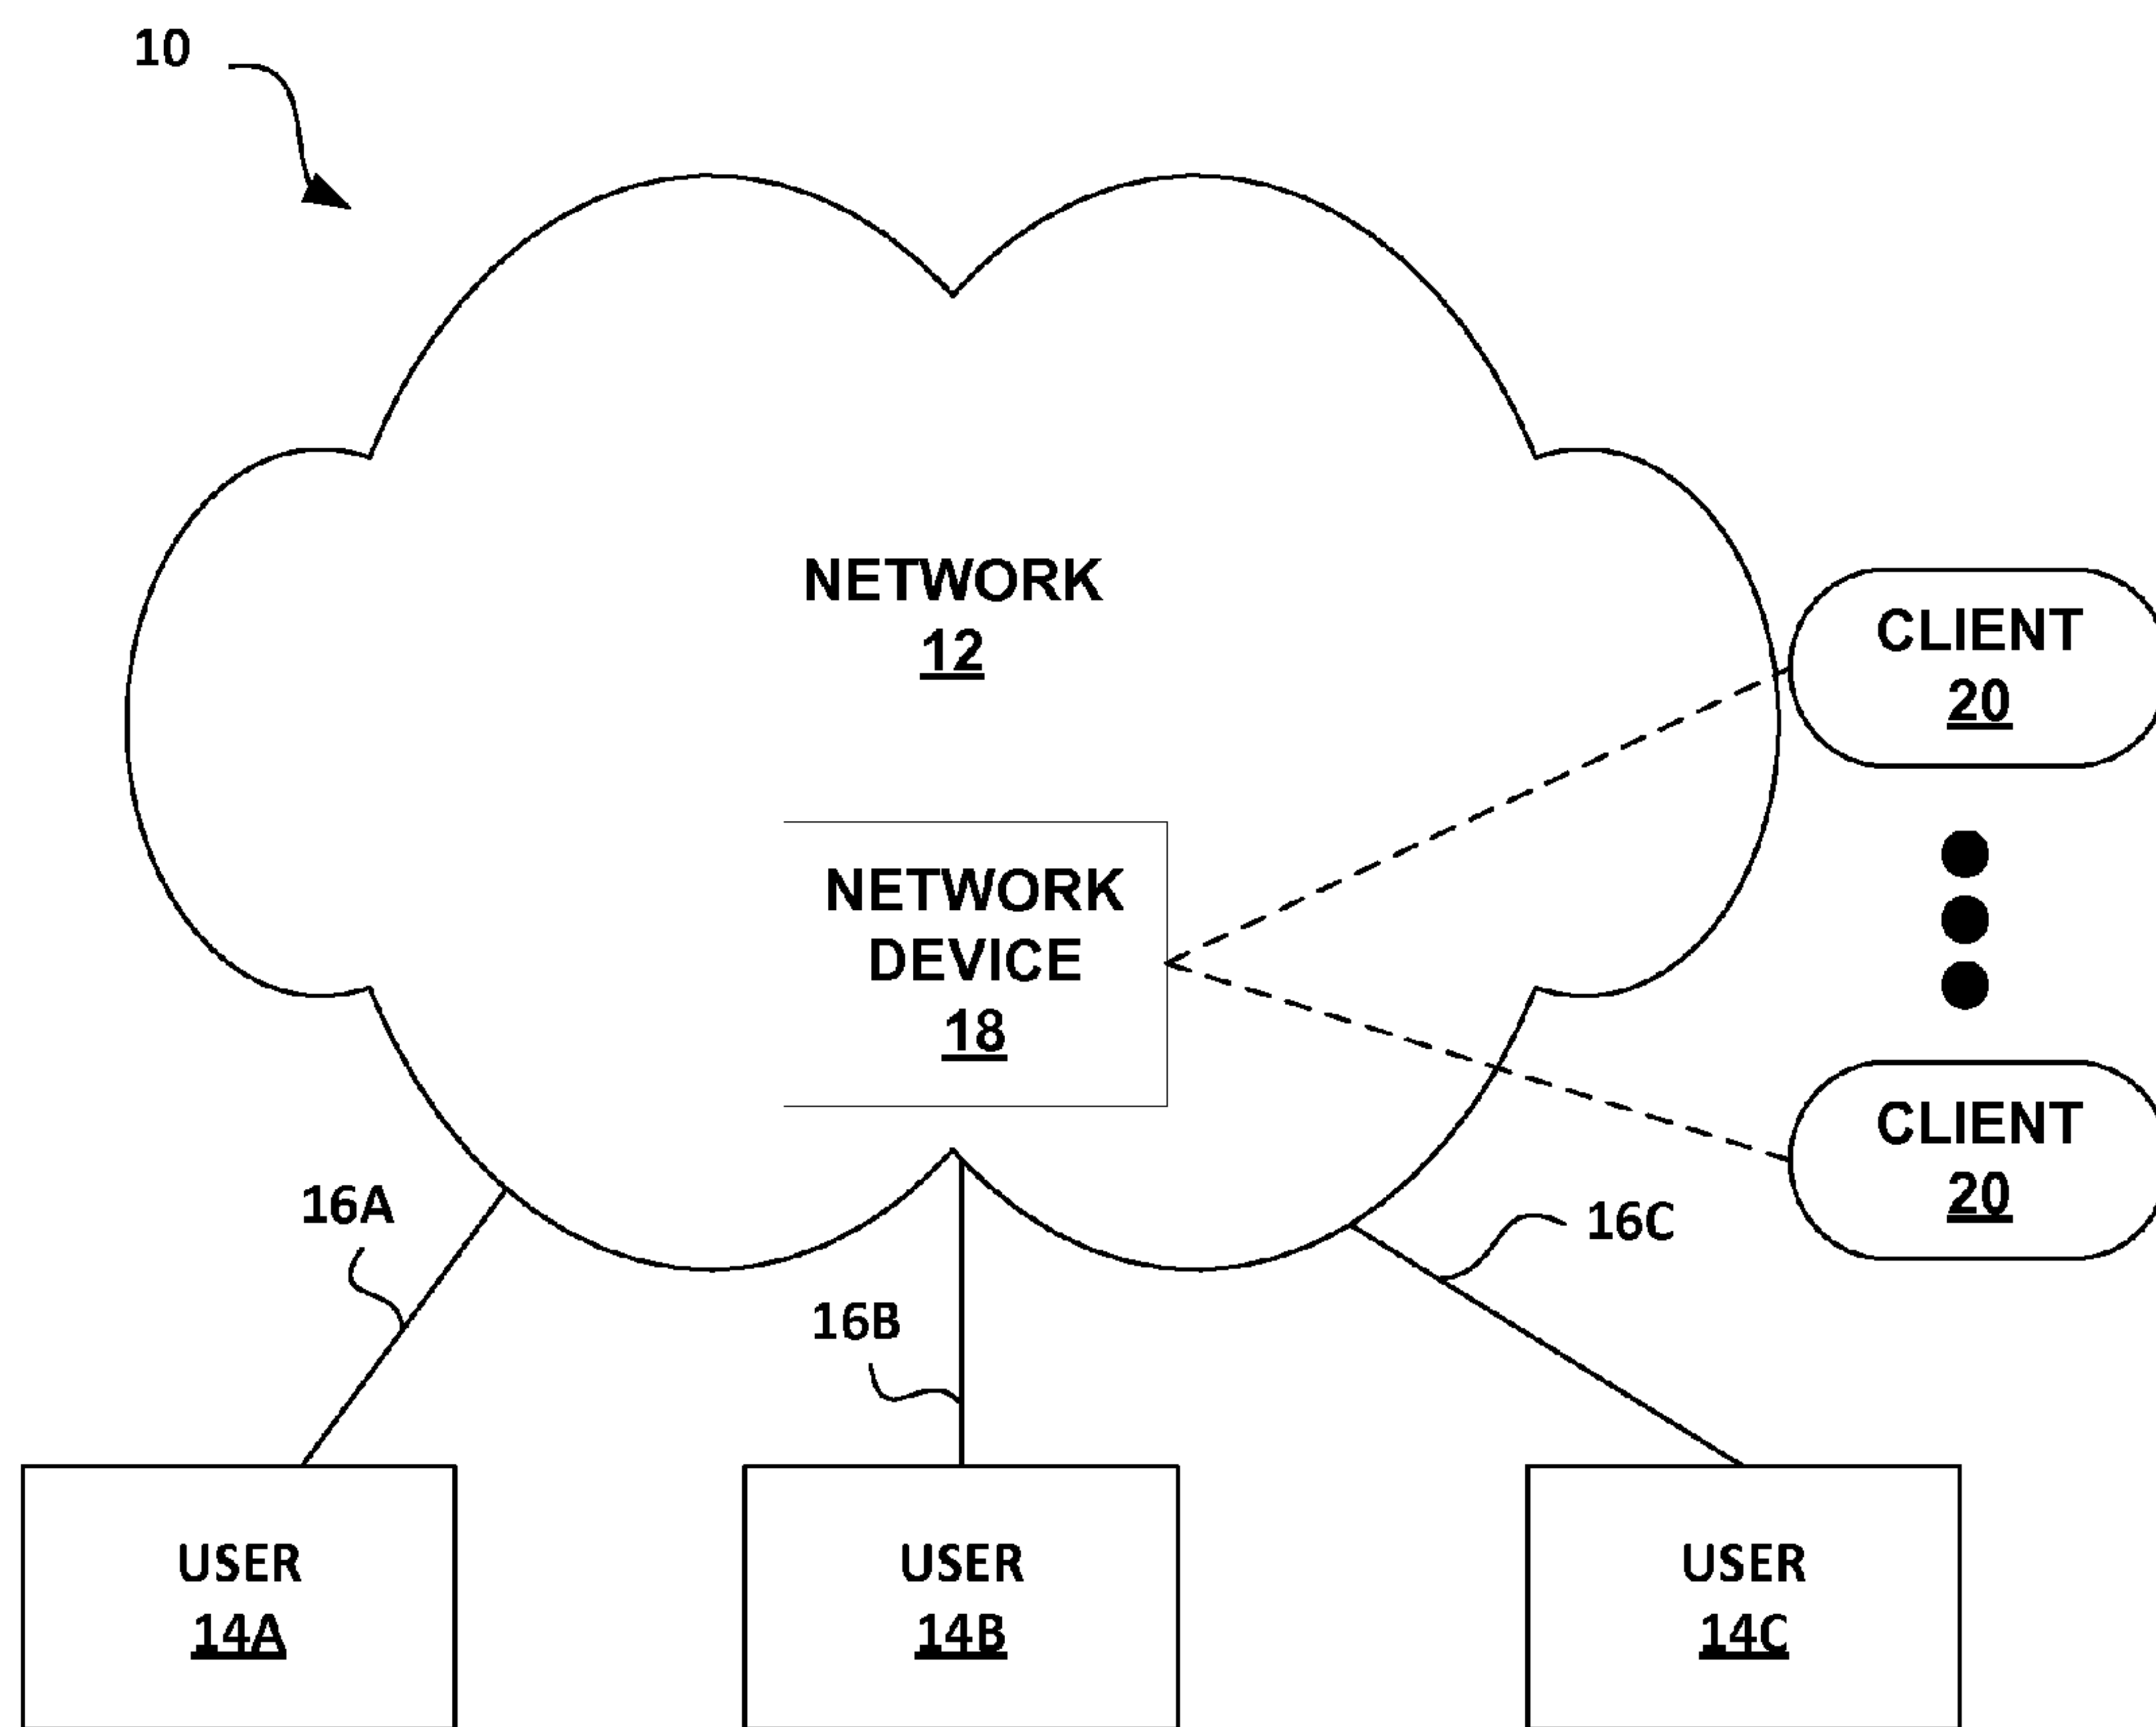 10
NETWORK
12
CLIENT
20
NETWORK
DEVICE
18
CLIENT
20
16A
16C
16B
USER
14A
USER
14B
USER
14C